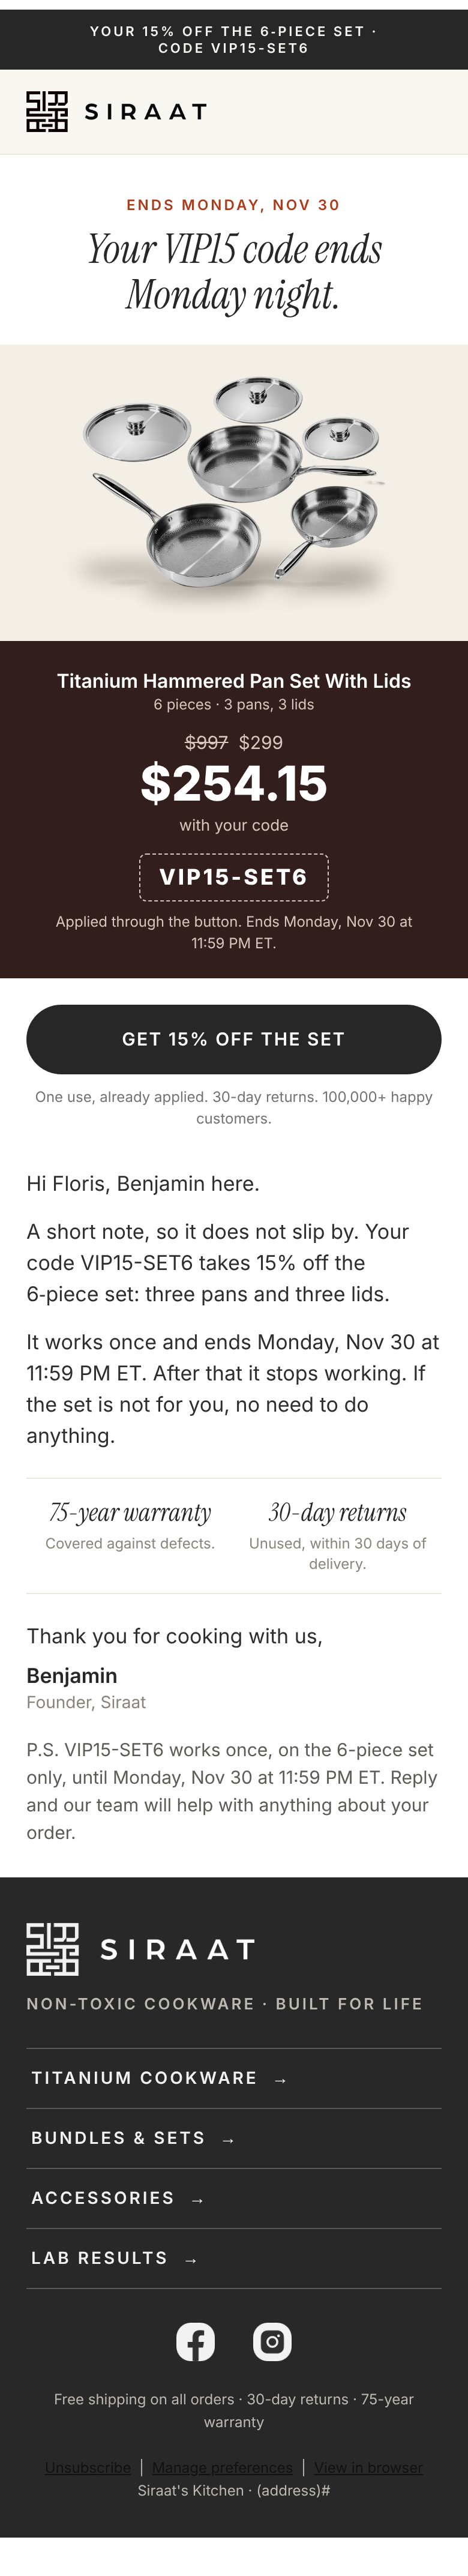 YOUR 15% OFF THE 6-PIECE SET ·
CODE VIP15-SET6
SIRAAT
ENDS MONDAY, NOV 30
Your VIP15 code ends
Monday night.
Titanium Hammered Pan Set With Lids
6 pieces · 3 pans, 3 lids
$997 $299
$254.15
with your code
VIP15-SET6
Applied through the button. Ends Monday, Nov 30 at
11:59 PM ET.
GET 15% OFF THE SET
One use, already applied. 30-day returns. 100,000+ happy
customers.
Hi Floris, Benjamin here.
A short note, so it does not slip by. Your
code VIP15-SET6 takes 15% off the
6-piece set: three pans and three lids.
It works once and ends Monday, Nov 30 at
11:59 PM ET. After that it stops working. If
the set is not for you, no need to do
anything.
75-year warranty
Covered against defects.
30-day returns
Unused, within 30 days of
delivery.
Thank you for cooking with us,
Benjamin
Founder, Siraat
P.S. VIP15-SET6 works once, on the 6-piece set
only, until Monday, Nov 30 at 11:59 PM ET. Reply
and our team will help with anything about your
order.
SIRAAT
NON-TOXIC COOKWARE · BUILT FOR LIFE
TITANIUM COOKWARE →
BUNDLES & SETS →
ACCESSORIES →
LAB RESULTS →
Free shipping on all orders · 30-day returns · 75-year
warranty
Unsubscribe | Manage preferences | View in browser
Siraat's Kitchen · (address)#